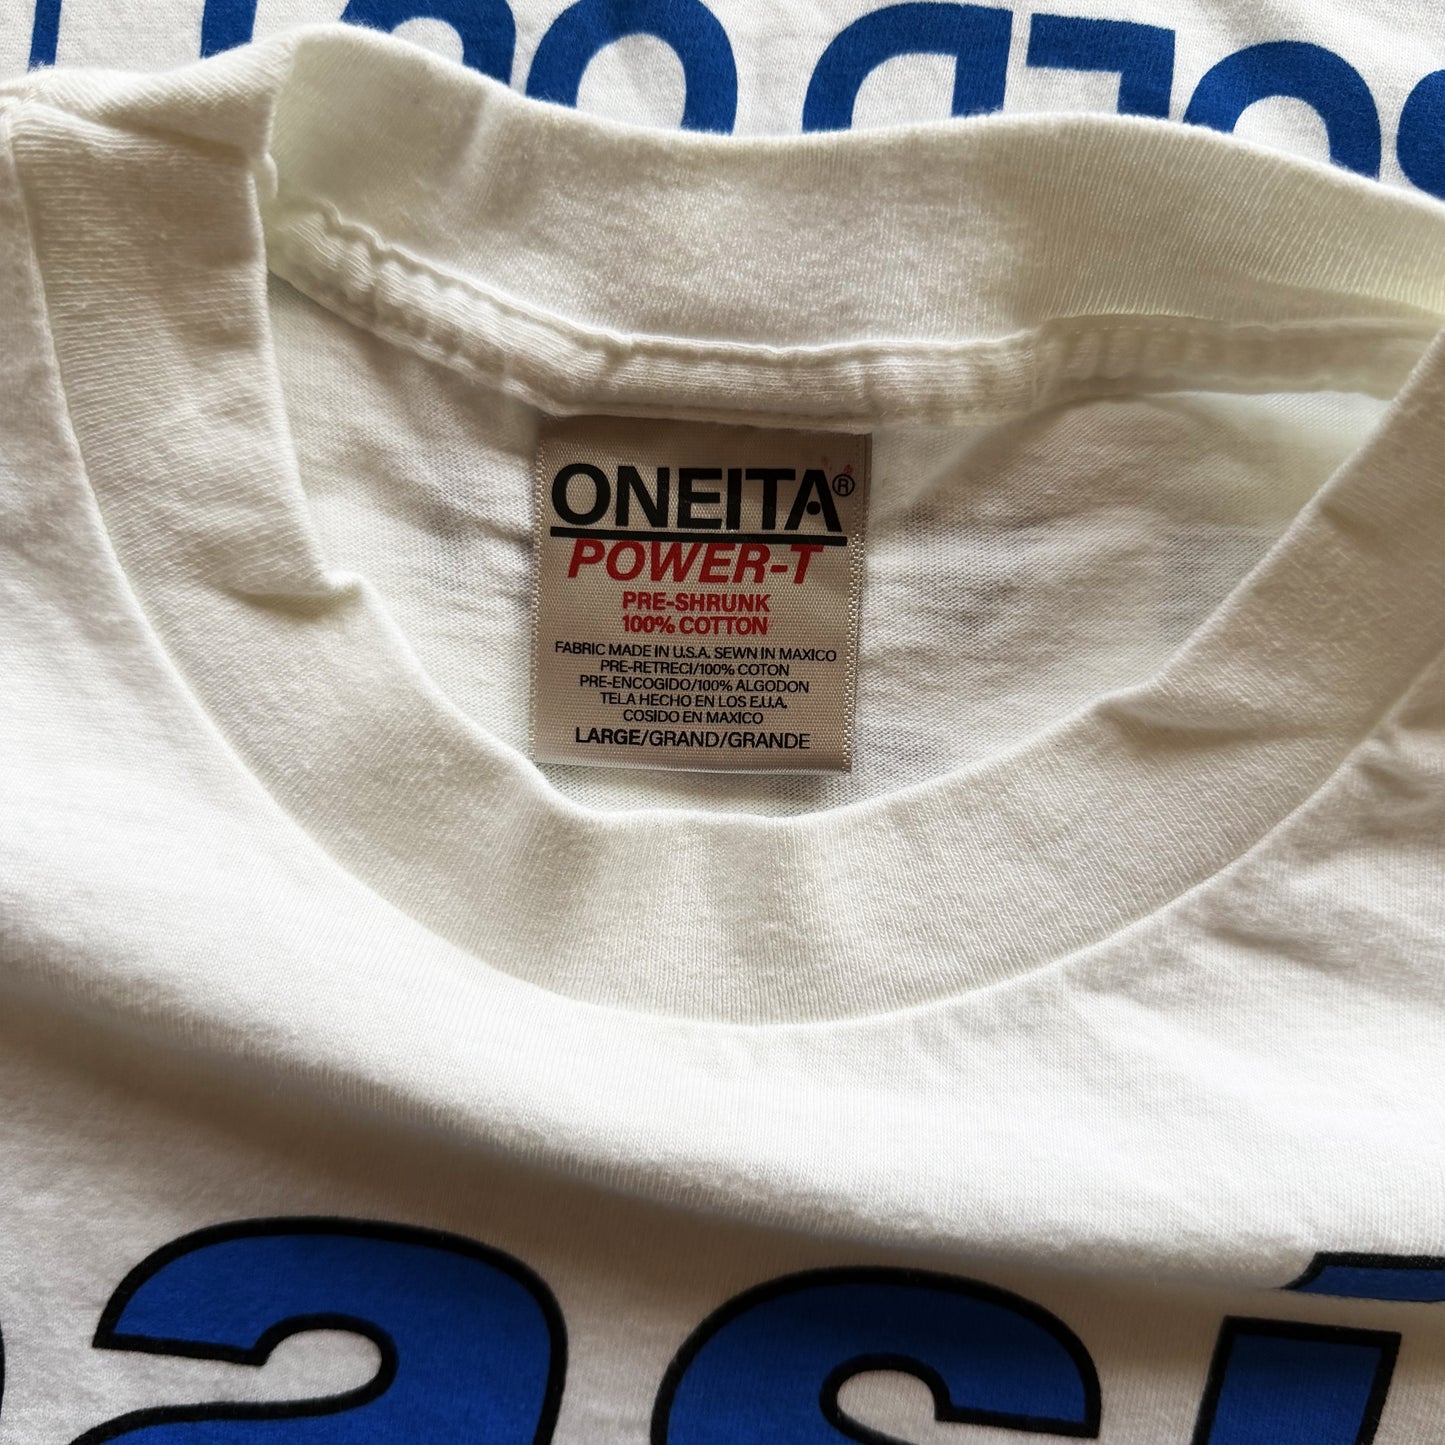 ONEITA®
POWER-T
PRE-SHRUNK
100% COTTON
FABRIC MADE IN U.S.A. SEWN IN MAXICO
PRE-RETRECI/100% COTON
PRE-ENCOGIDO/100% ALGODON
TELA HECHO EN LOS E.U.A.
COSIDO EN MAXICO
LARGE/GRAND/GRANDE